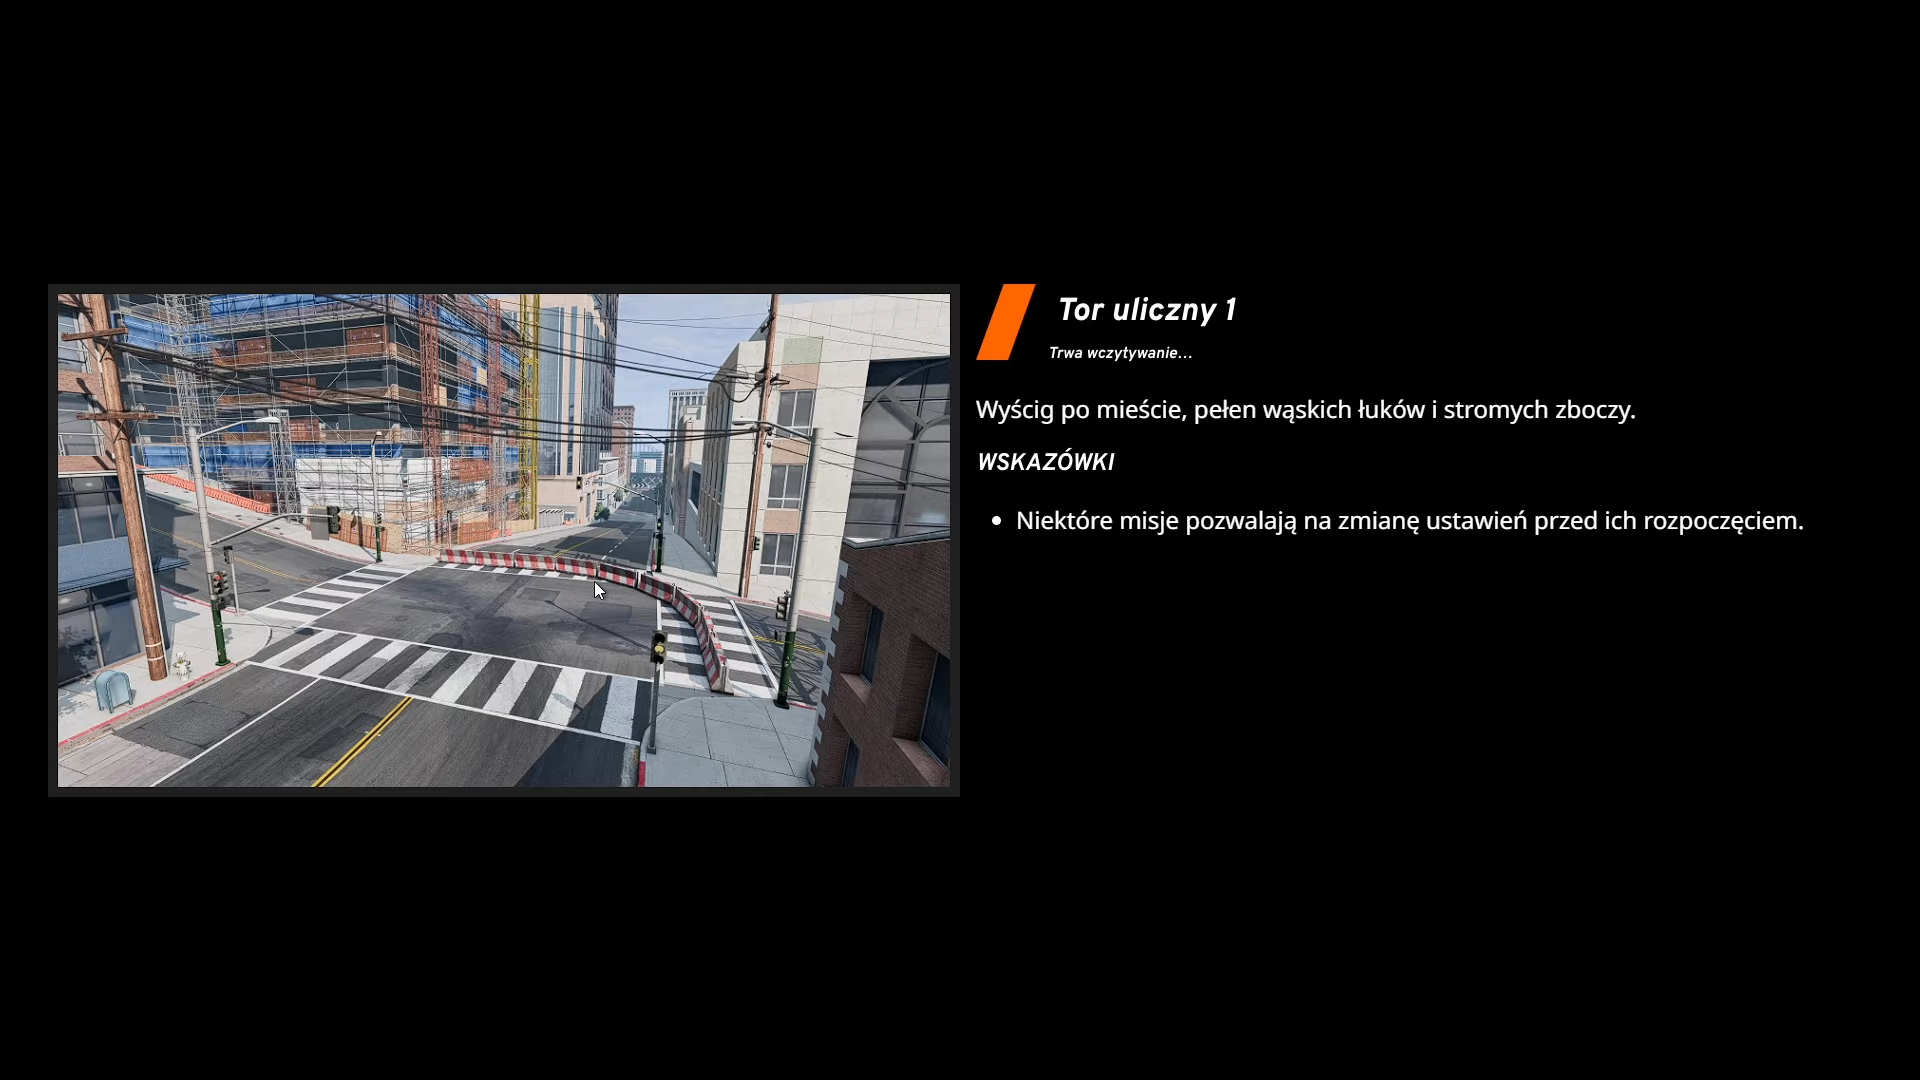 Tor uliczny 1
Trwa wczytywanie...
Wyścig po mieście, pełen wąskich łuków i stromych zboczy.
WSKAZÓWKI
• Niektóre misje pozwalają na zmianę ustawień przed ich rozpoczęciem.